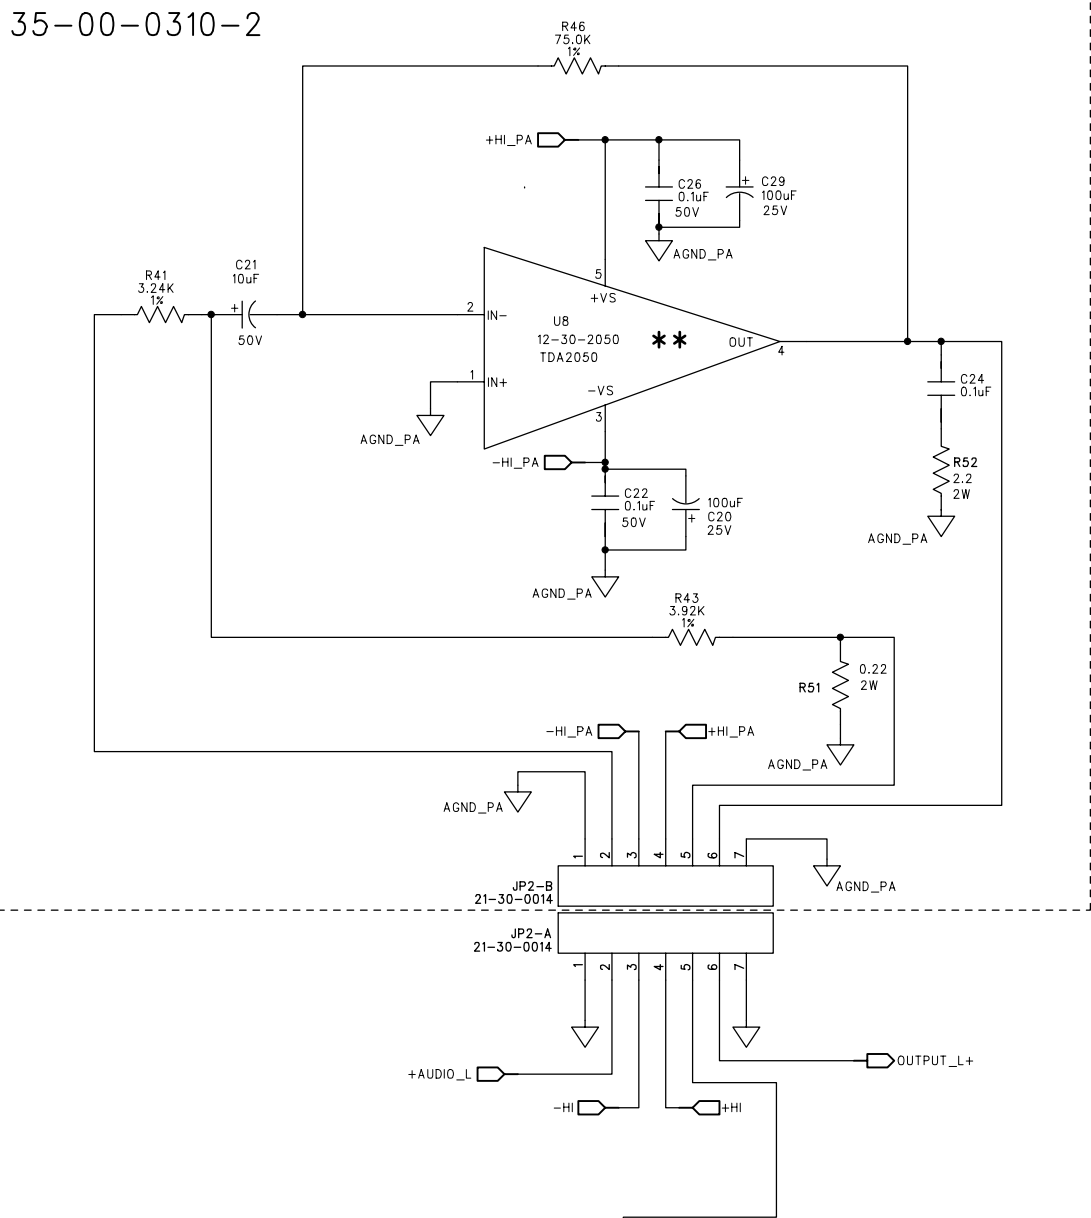 35-00-0310-2
R46
75.0K
1%
+HI_PA
C26
0.1uF
50V
C29
100uF
25V
+
AGND_PA
R41
3.24K
1%
C21
10uF
+
50V
2
IN-
1
IN+
5
+VS
U8
12-30-2050
TDA2050
**
OUT
4
-VS
3
AGND_PA
-HI_PA
C22
0.1uF
50V
100uF
C20
25V
+
AGND_PA
C24
0.1uF
R52
2.2
2W
AGND_PA
R43
3.92K
1%
R51
0.22
2W
AGND_PA
-HI_PA
+HI_PA
AGND_PA
1
2
3
4
5
6
7
AGND_PA
JP2-B
21-30-0014
JP2-A
21-30-0014
1
2
3
4
5
6
7
+AUDIO_L
OUTPUT_L+
-HI
+HI